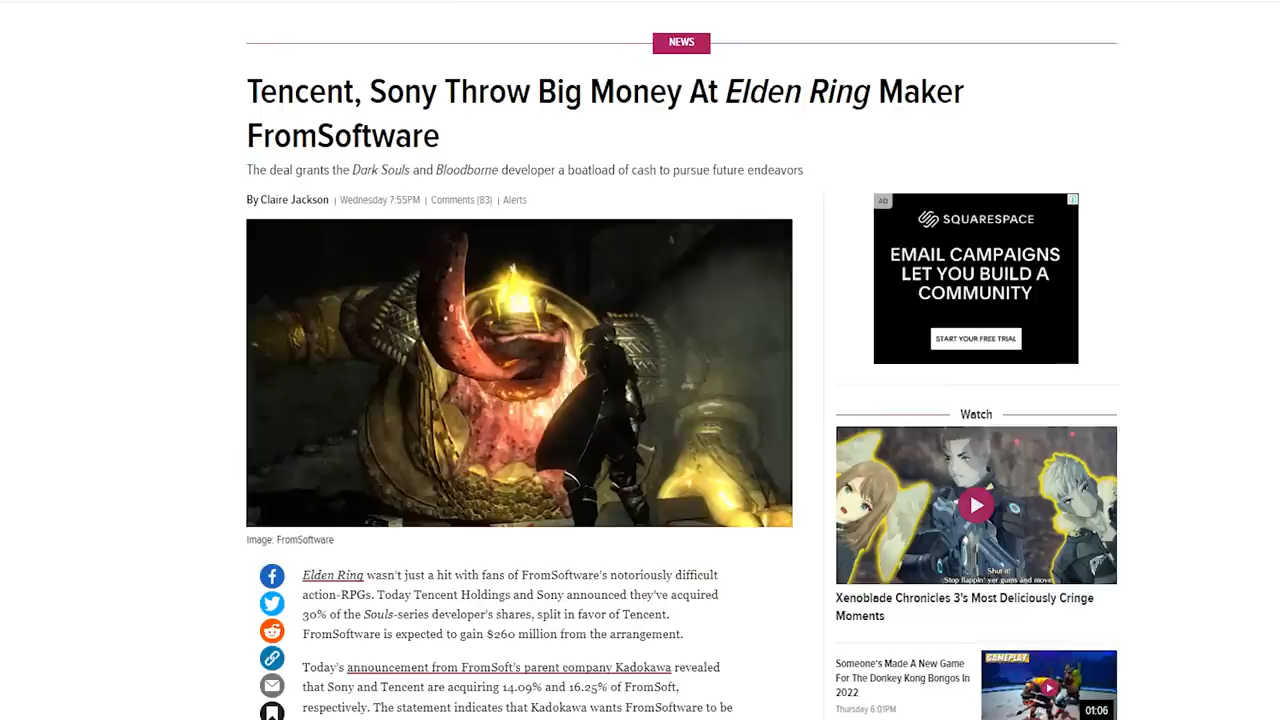 NEWS
Tencent, Sony Throw Big Money At Elden Ring Maker
FromSoftware
The deal grants the Dark Souls and Bloodborne developer a boatload of cash to pursue future endeavors
By Claire Jackson | Wednesday 7:55PM | Comments (83) | Alerts
AD
SQUARESPACE
EMAIL CAMPAIGNS
LET YOU BUILD A
COMMUNITY
START YOUR FREE TRIAL
Watch
Shut it!
Stop flappin' yer gums and move
Xenoblade Chronicles 3's Most Deliciously Cringe
Moments
Image: FromSoftware
Elden Ring wasn't just a hit with fans of FromSoftware's notoriously difficult
action-RPGs. Today Tencent Holdings and Sony announced they've acquired
30% of the Souls-series developer's shares, split in favor of Tencent.
FromSoftware is expected to gain $260 million from the arrangement.
Today's announcement from FromSoft's parent company Kadokawa revealed
that Sony and Tencent are acquiring 14.09% and 16.25% of FromSoft,
respectively. The statement indicates that Kadokawa wants FromSoftware to be
Someone's Made A New Game
For The Donkey Kong Bongos In
2022
Thursday 6:01PM
GAMEPLAY
01:06